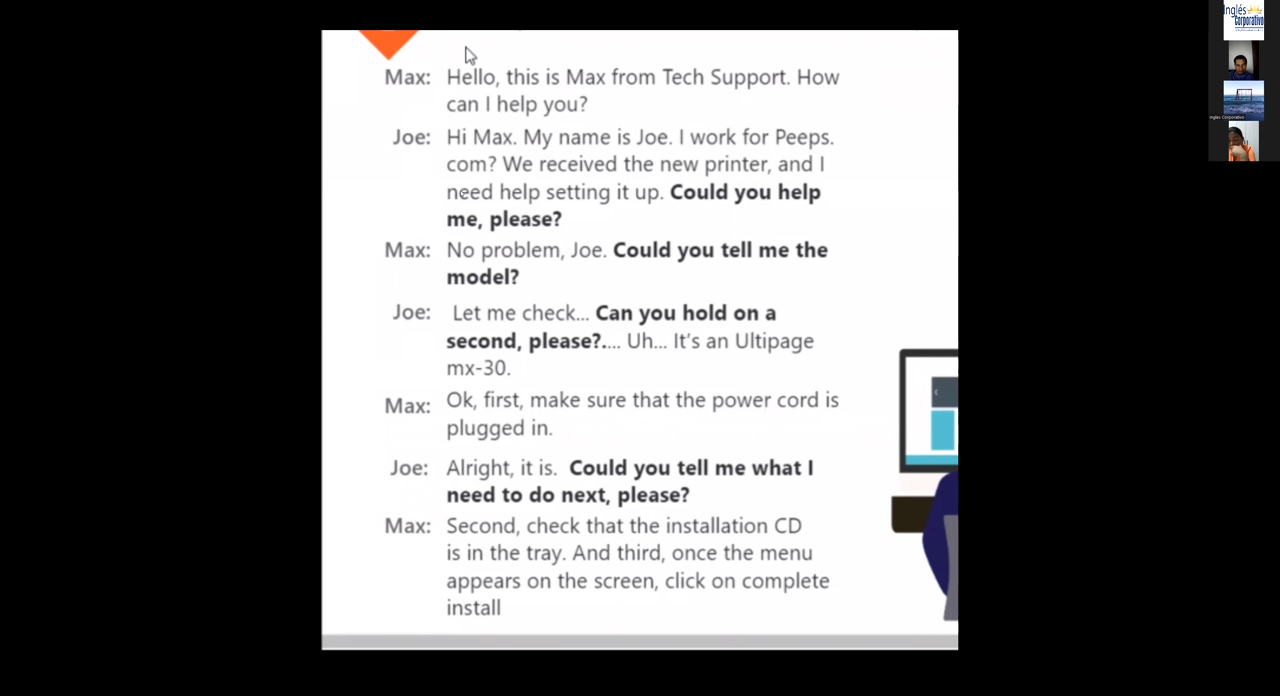 Max: Hello, this is Max from Tech Support. How
can I help you?
Joe: Hi Max. My name is Joe. I work for Peeps.
com? We received the new printer, and I
need help setting it up. Could you help
me, please?
Max: No problem, Joe. Could you tell me the
model?
Joe: Let me check... Can you hold on a
second, please?.... Uh... It's an Ultipage
mx-30.
Max: Ok, first, make sure that the power cord is
plugged in.
Joe: Alright, it is. Could you tell me what I
need to do next, please?
Max: Second, check that the installation CD
is in the tray. And third, once the menu
appears on the screen, click on complete
install
Inglés
Corporativo
Inglés Corporativo